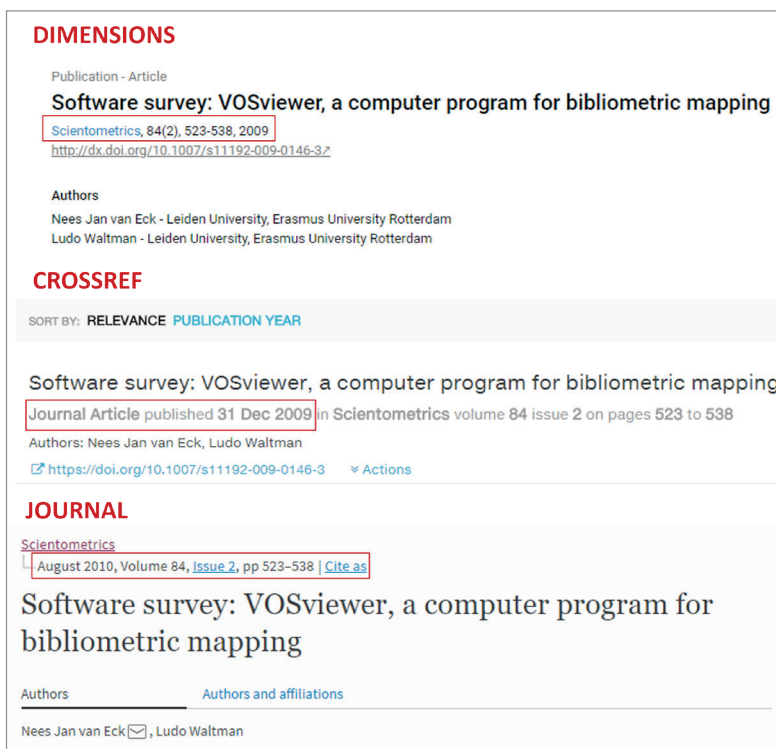 DIMENSIONS
Publication - Article
Software survey: VOSviewer, a computer program for bibliometric mapping
Scientometrics, 84(2), 523-538, 2009
http://dx.doi.org/10.1007/s11192-009-0146-3↗
Authors
Nees Jan van Eck - Leiden University, Erasmus University Rotterdam
Ludo Waltman - Leiden University, Erasmus University Rotterdam
CROSSREF
SORT BY: RELEVANCE PUBLICATION YEAR
Software survey: VOSviewer, a computer program for bibliometric mapping
Journal Article published 31 Dec 2009 in Scientometrics volume 84 issue 2 on pages 523 to 538
Authors: Nees Jan van Eck, Ludo Waltman
https://doi.org/10.1007/s11192-009-0146-3 Actions
JOURNAL
Scientometrics
August 2010, Volume 84, Issue 2, pp 523–538 | Cite as
Software survey: VOSviewer, a computer program for
bibliometric mapping
Authors Authors and affiliations
Nees Jan van Eck, Ludo Waltman